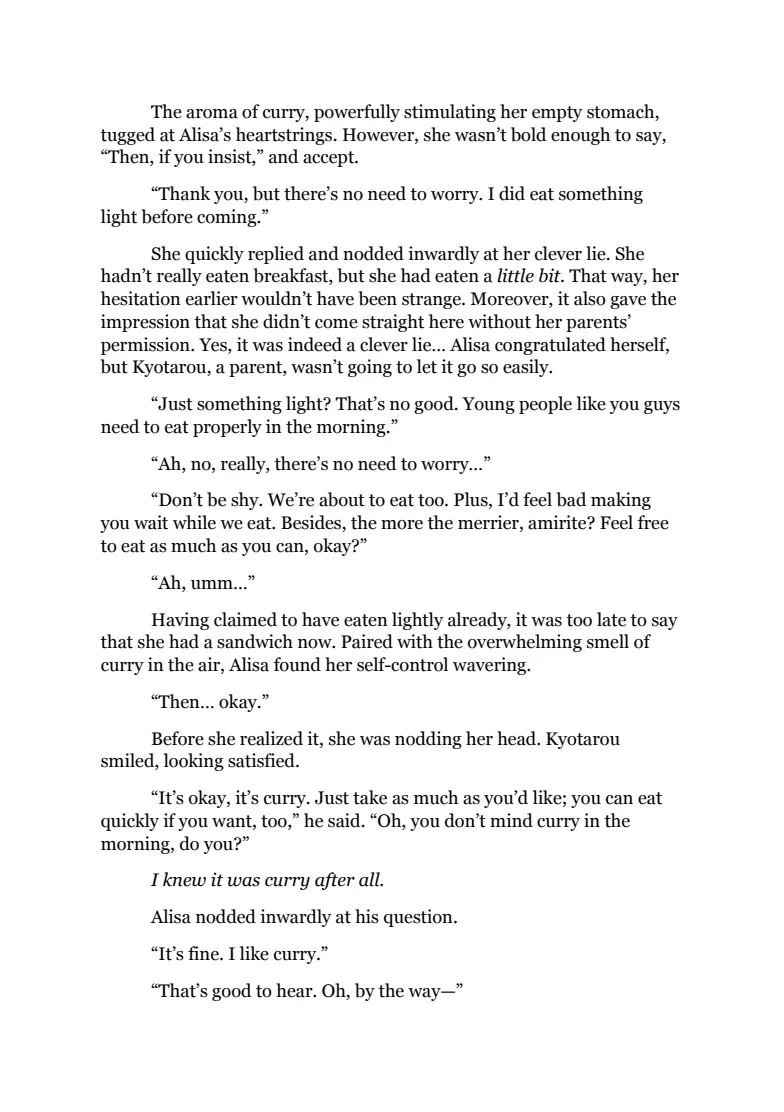 The aroma of curry, powerfully stimulating her empty stomach,
tugged at Alisa’s heartstrings. However, she wasn’t bold enough to say,
“Then, if you insist,” and accept.
“Thank you, but there’s no need to worry. I did eat something
light before coming.”
She quickly replied and nodded inwardly at her clever lie. She
hadn’t really eaten breakfast, but she had eaten a little bit. That way, her
hesitation earlier wouldn’t have been strange. Moreover, it also gave the
impression that she didn’t come straight here without her parents’
permission. Yes, it was indeed a clever lie… Alisa congratulated herself,
but Kyotarou, a parent, wasn’t going to let it go so easily.
“Just something light? That’s no good. Young people like you guys
need to eat properly in the morning.”
“Ah, no, really, there’s no need to worry…”
“Don’t be shy. We’re about to eat too. Plus, I’d feel bad making
you wait while we eat. Besides, the more the merrier, amirite? Feel free
to eat as much as you can, okay?”
“Ah, umm…”
Having claimed to have eaten lightly already, it was too late to say
that she had a sandwich now. Paired with the overwhelming smell of
curry in the air, Alisa found her self-control wavering.
“Then… okay.”
Before she realized it, she was nodding her head. Kyotarou
smiled, looking satisfied.
“It’s okay, it’s curry. Just take as much as you’d like; you can eat
quickly if you want, too,” he said. “Oh, you don’t mind curry in the
morning, do you?”
I knew it was curry after all.
Alisa nodded inwardly at his question.
“It’s fine. I like curry.”
“That’s good to hear. Oh, by the way—”